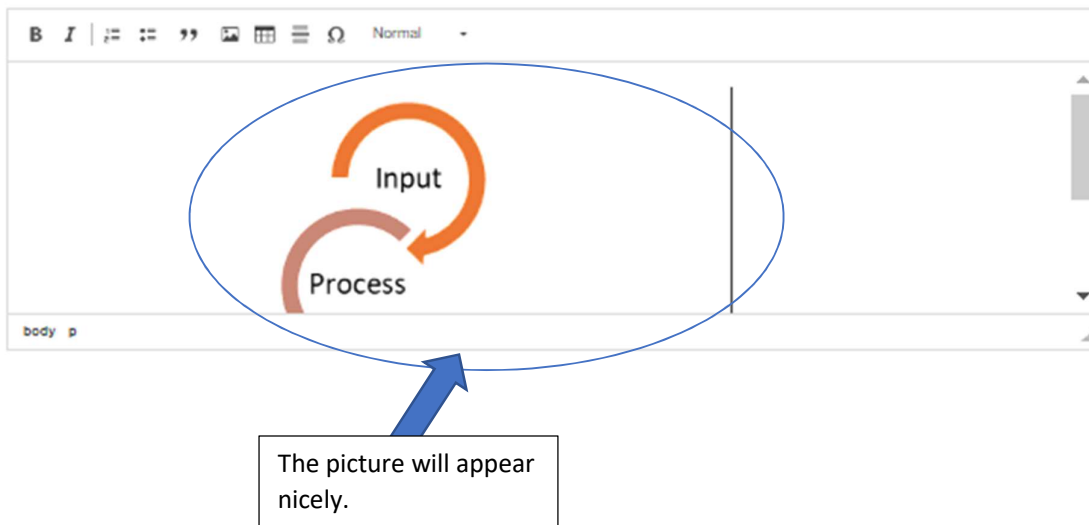 B I Ω Normal
Input
Process
body p
The picture will appear
nicely.